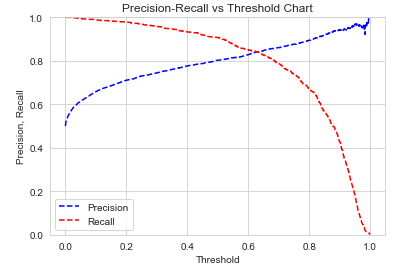 Precision-Recall vs Threshold Chart
1.0
0.8
0.6
0.4
0.2
0.0
Precision, Recall
Precision
Recall
0.0 0.2 0.4 0.6 0.8 1.0
Threshold